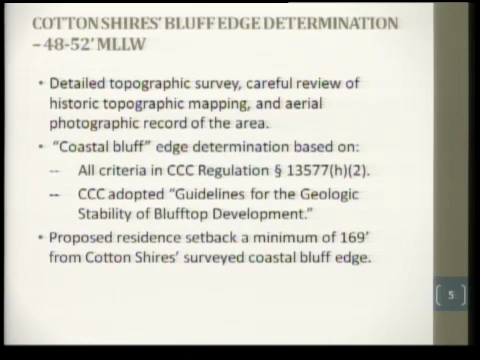 COTTON SHIRES' BLUFF EDGE DETERMINATION
– 48-52' MLLW
• Detailed topographic survey, careful review of
historic topographic mapping, and aerial
photographic record of the area.
• "Coastal bluff" edge determination based on:
-- All criteria in CCC Regulation § 13577(h)(2).
-- CCC adopted "Guidelines for the Geologic
Stability of Blufftop Development."
• Proposed residence setback a minimum of 169'
from Cotton Shires' surveyed coastal bluff edge.
5